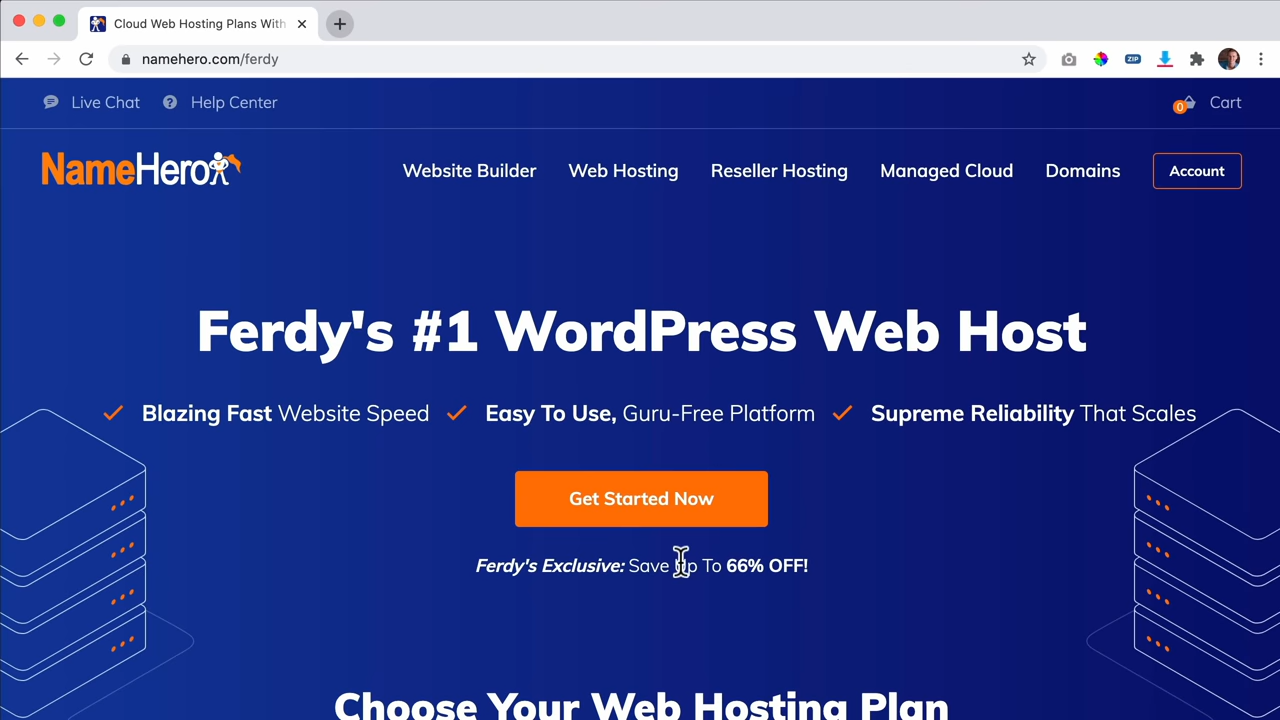 Cloud Web Hosting Plans With
namehero.com/ferdy
ZIP
Live Chat
Help Center
0
Cart
NameHero
Website Builder
Web Hosting
Reseller Hosting
Managed Cloud
Domains
Account
Ferdy's #1 WordPress Web Host
Blazing Fast Website Speed
Easy To Use, Guru-Free Platform
Supreme Reliability That Scales
Get Started Now
Ferdy's Exclusive: Save Up To 66% OFF!
Choose Your Web Hosting Plan